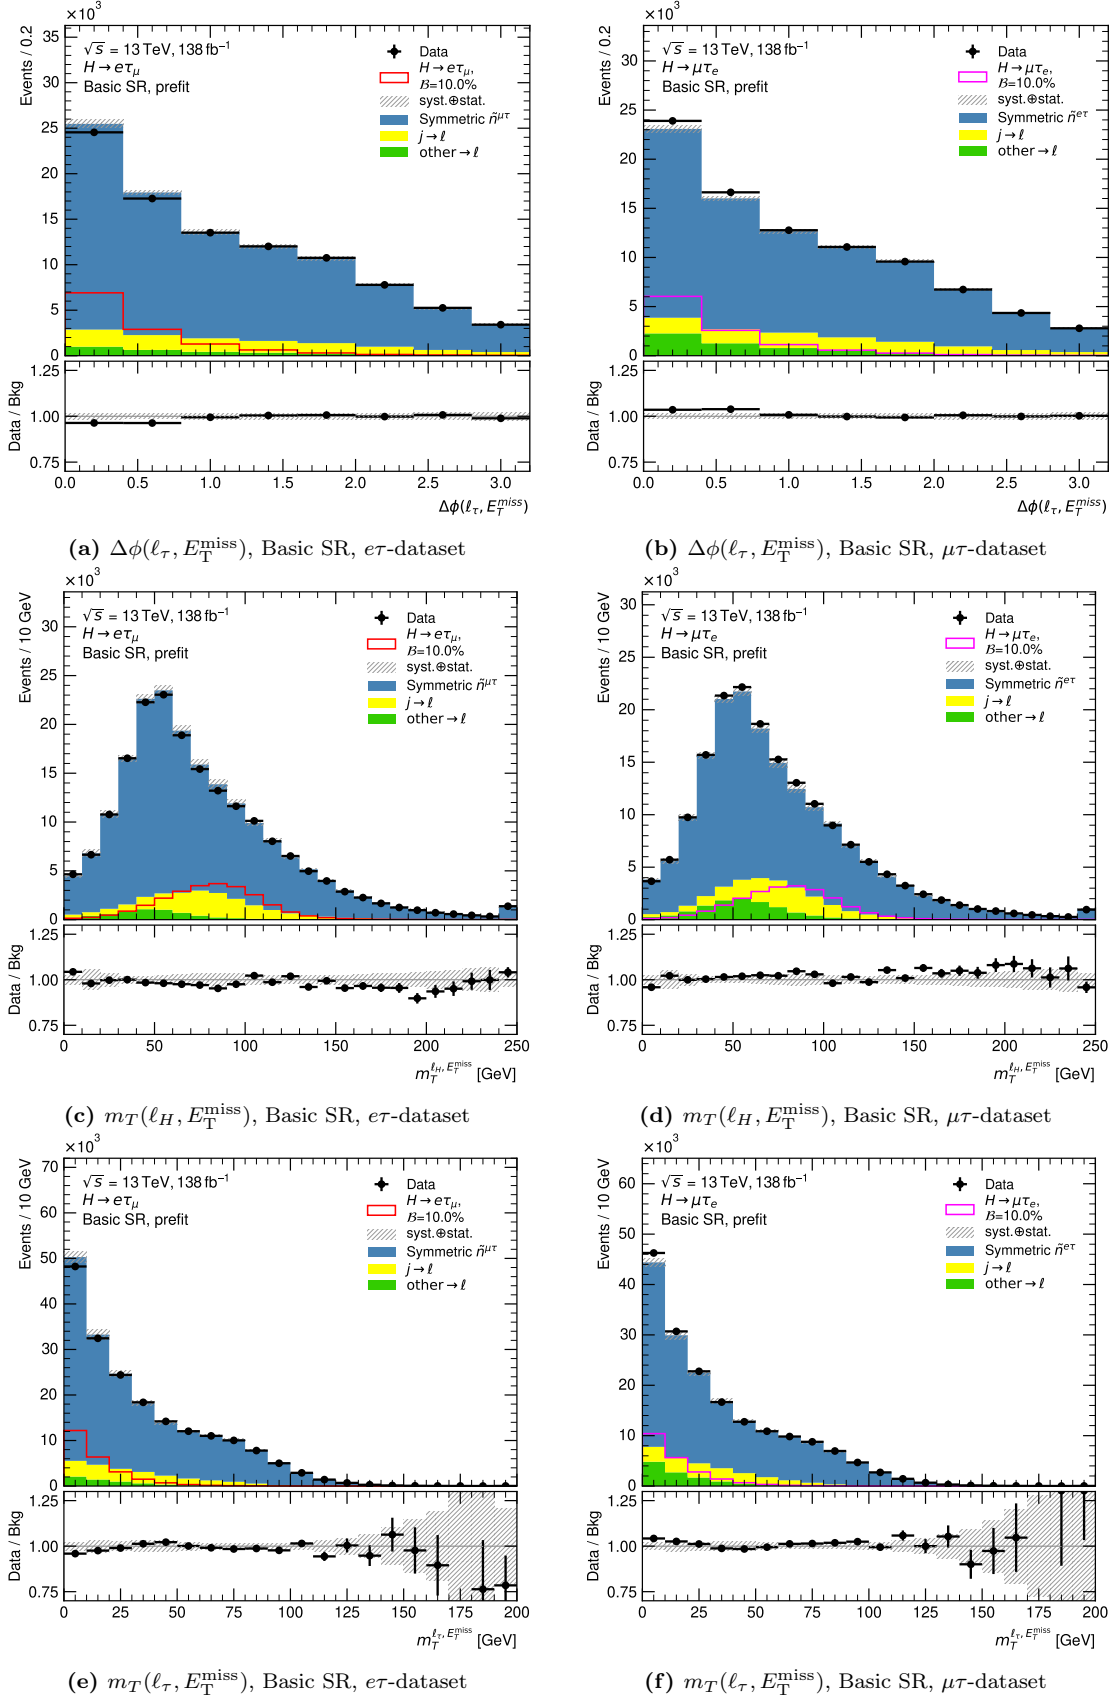 ×10³
Events / 0.2
35
30
25
20
15
10
5
0
√s = 13 TeV, 138 fb⁻¹
H → eτμ
Basic SR, prefit
Data
H → eτμ,
ℬ=10.0%
syst.⊕stat.
Symmetric ñ^μτ
j → ℓ
other → ℓ
Data / Bkg
1.25
1.00
0.75
0.0 0.5 1.0 1.5 2.0 2.5 3.0
Δϕ(ℓτ, E_T^miss)
(a) Δϕ(ℓτ, E_T^miss), Basic SR, eτ-dataset
×10³
Events / 0.2
30
25
20
15
10
5
0
√s = 13 TeV, 138 fb⁻¹
H → μτe
Basic SR, prefit
Data
H → μτe,
ℬ=10.0%
syst.⊕stat.
Symmetric ñ^eτ
j → ℓ
other → ℓ
Data / Bkg
1.25
1.00
0.75
0.0 0.5 1.0 1.5 2.0 2.5 3.0
Δϕ(ℓτ, E_T^miss)
(b) Δϕ(ℓτ, E_T^miss), Basic SR, μτ-dataset
×10³
Events / 10 GeV
30
25
20
15
10
5
0
√s = 13 TeV, 138 fb⁻¹
H → eτμ
Basic SR, prefit
Data
H → eτμ,
ℬ=10.0%
syst.⊕stat.
Symmetric ñ^μτ
j → ℓ
other → ℓ
Data / Bkg
1.25
1.00
0.75
0 50 100 150 200 250
m_T^ℓH, E_T^miss [GeV]
(c) m_T(ℓH, E_T^miss), Basic SR, eτ-dataset
×10³
Events / 10 GeV
30
25
20
15
10
5
0
√s = 13 TeV, 138 fb⁻¹
H → μτe
Basic SR, prefit
Data
H → μτe,
ℬ=10.0%
syst.⊕stat.
Symmetric ñ^eτ
j → ℓ
other → ℓ
Data / Bkg
1.25
1.00
0.75
0 50 100 150 200 250
m_T^ℓH, E_T^miss [GeV]
(d) m_T(ℓH, E_T^miss), Basic SR, μτ-dataset
×10³
Events / 10 GeV
70
60
50
40
30
20
10
0
√s = 13 TeV, 138 fb⁻¹
H → eτμ
Basic SR, prefit
Data
H → eτμ,
ℬ=10.0%
syst.⊕stat.
Symmetric ñ^μτ
j → ℓ
other → ℓ
Data / Bkg
1.25
1.00
0.75
0 25 50 75 100 125 150 175 200
m_T^ℓτ, E_T^miss [GeV]
(e) m_T(ℓτ, E_T^miss), Basic SR, eτ-dataset
×10³
Events / 10 GeV
60
50
40
30
20
10
0
√s = 13 TeV, 138 fb⁻¹
H → μτe
Basic SR, prefit
Data
H → μτe,
ℬ=10.0%
syst.⊕stat.
Symmetric ñ^eτ
j → ℓ
other → ℓ
Data / Bkg
1.25
1.00
0.75
0 25 50 75 100 125 150 175 200
m_T^ℓτ, E_T^miss [GeV]
(f) m_T(ℓτ, E_T^miss), Basic SR, μτ-dataset